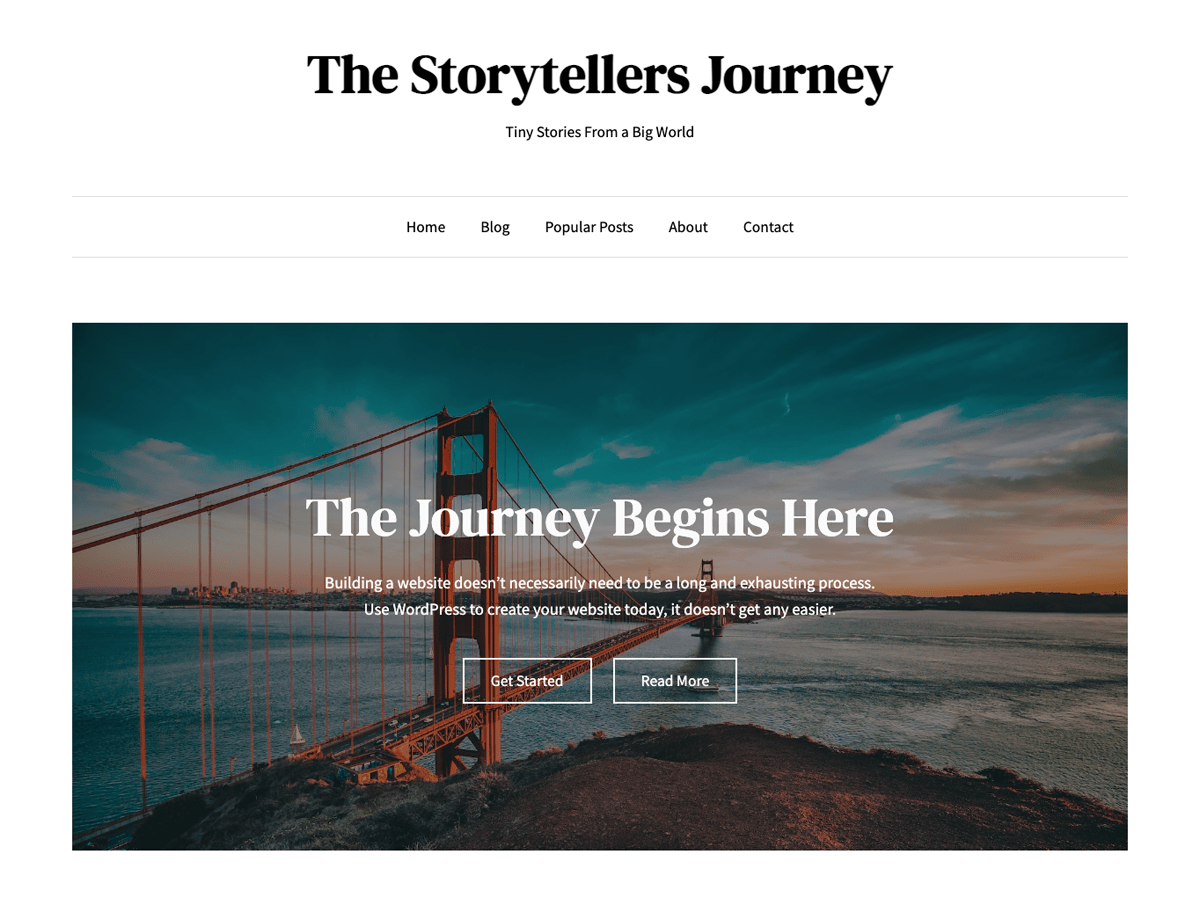 The Storytellers Journey
Tiny Stories From a Big World
Home Blog Popular Posts About Contact
The Journey Begins Here
Building a website doesn’t necessarily need to be a long and exhausting process.
Use WordPress to create your website today, it doesn’t get any easier.
Get Started Read More